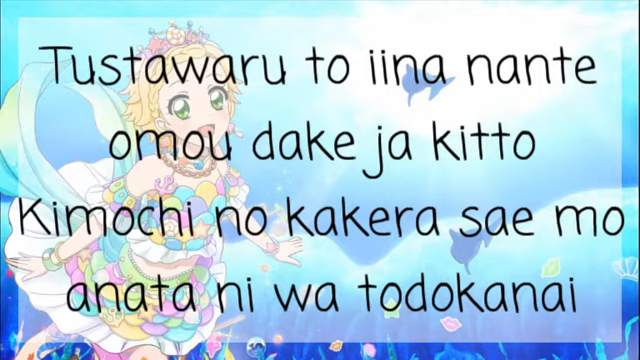 Tustawaru to iina nante
omou dake ja kitto
Kimochi no kakera sae mo
anata ni wa todokanai